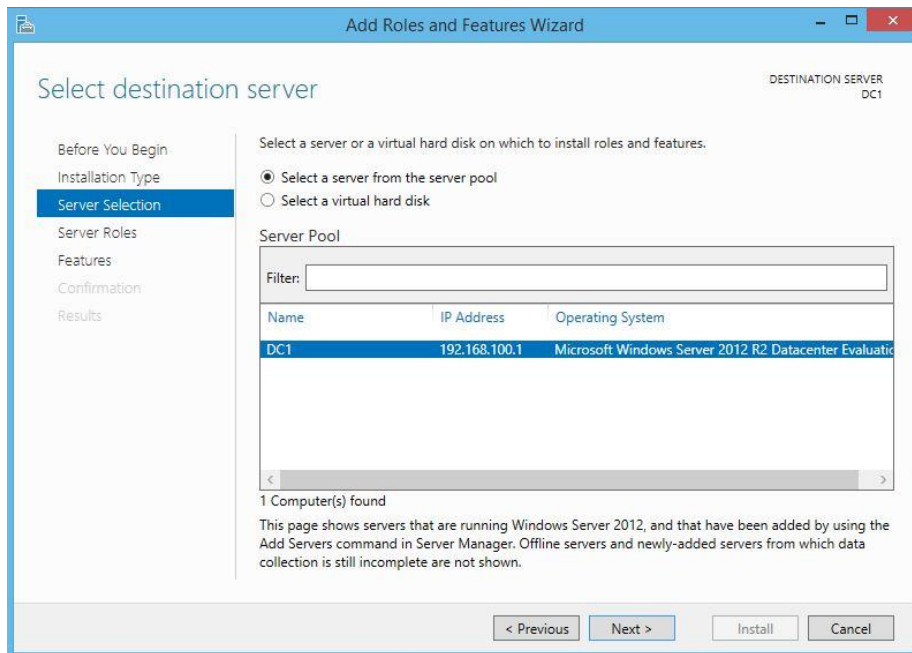 Add Roles and Features Wizard
Select destination server
DESTINATION SERVER
DC1
Before You Begin
Installation Type
Server Selection
Server Roles
Features
Confirmation
Results
Select a server or a virtual hard disk on which to install roles and features.
Select a server from the server pool
Select a virtual hard disk
Server Pool
Filter:
Name IP Address Operating System
DC1 192.168.100.1 Microsoft Windows Server 2012 R2 Datacenter Evaluatic
1 Computer(s) found
This page shows servers that are running Windows Server 2012, and that have been added by using the
Add Servers command in Server Manager. Offline servers and newly-added servers from which data
collection is still incomplete are not shown.
< Previous Next > Install Cancel